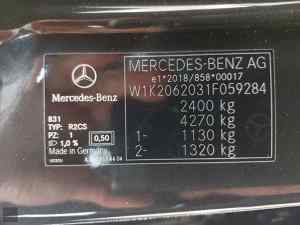 MERCEDES-BENZ AG
e1*2018/858*00017
W1K2062031F059284
2400 kg
4270 kg
1- 1130 kg
2- 1320 kg
Mercedes-Benz
831
TYP: R2CS
PZ: 1
1,0 % 0,50
Made in Germany